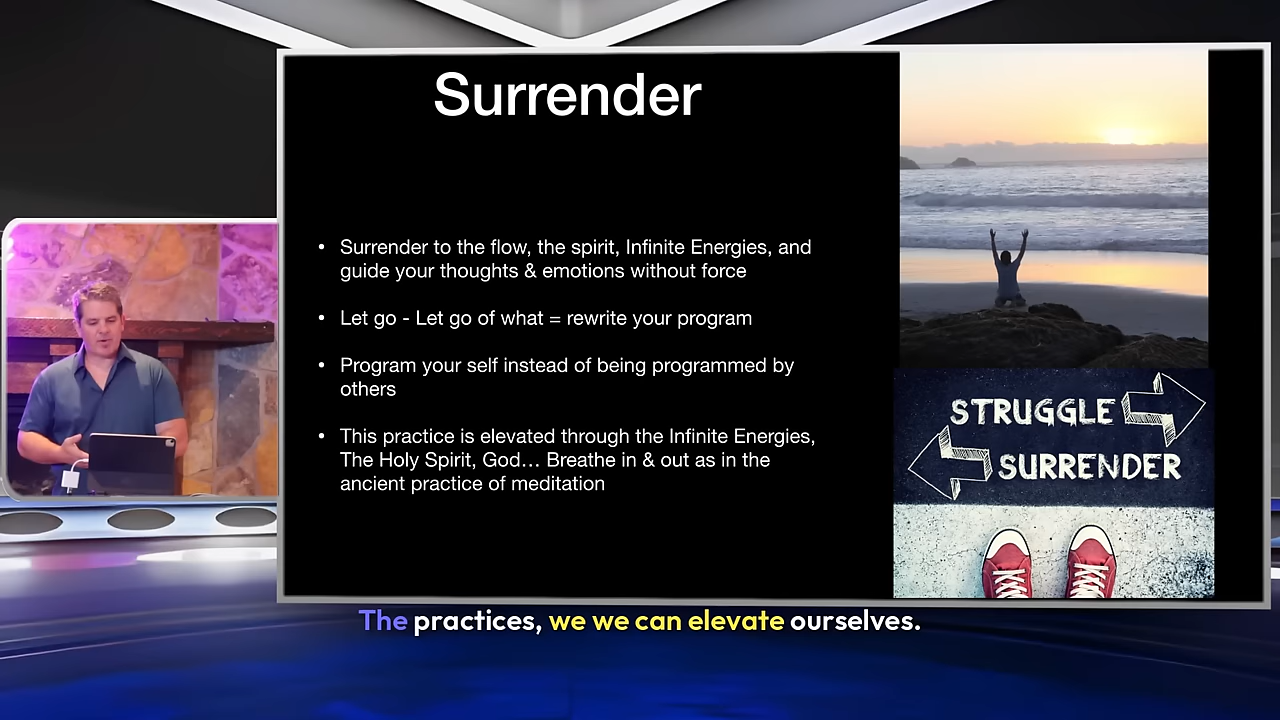 Surrender
• Surrender to the flow, the spirit, Infinite Energies, and
guide your thoughts & emotions without force
• Let go - Let go of what = rewrite your program
• Program your self instead of being programmed by
others
• This practice is elevated through the Infinite Energies,
The Holy Spirit, God... Breathe in & out as in the
ancient practice of meditation
STRUGGLE
SURRENDER
The practices, we we can elevate ourselves.